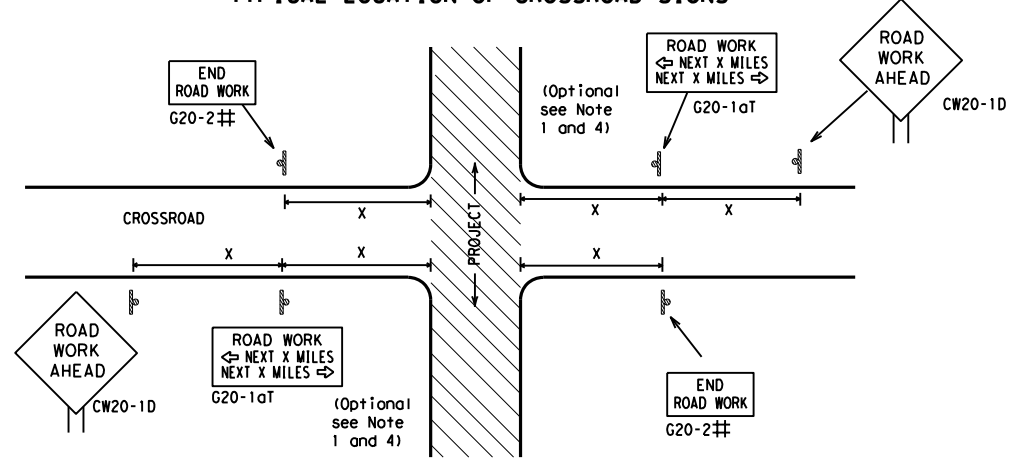 TYPICAL LOCATION OF CROSSROAD SIGNS
END
ROAD WORK
G20-2#
(Optional
see Note
1 and 4)
ROAD WORK
⇦ NEXT X MILES
NEXT X MILES ⇨
G20-1aT
ROAD
WORK
AHEAD
CW20-1D
X
X
X
CROSSROAD
PROJECT
X
X
X
ROAD
WORK
AHEAD
CW20-1D
ROAD WORK
⇦ NEXT X MILES
NEXT X MILES ⇨
G20-1aT
(Optional
see Note
1 and 4)
END
ROAD WORK
G20-2#